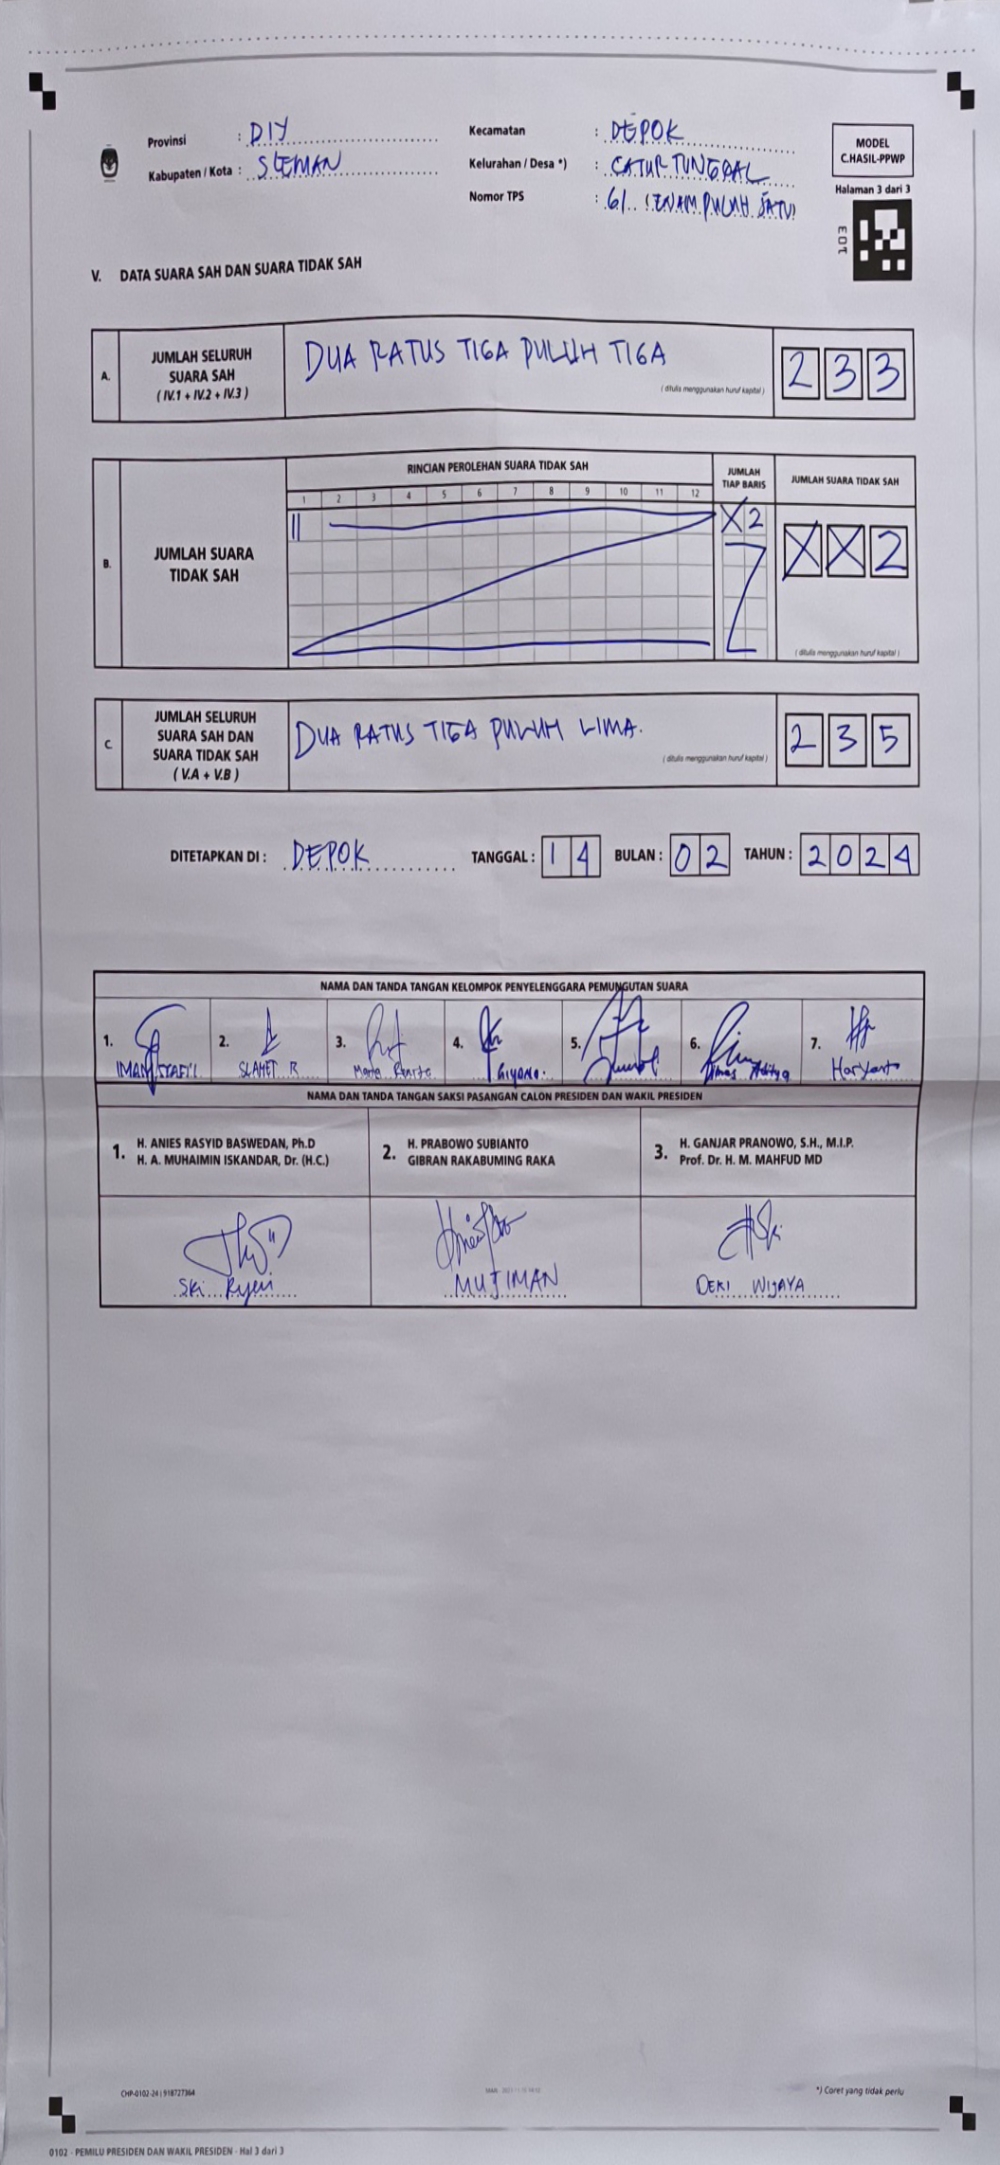 Provinsi : DIY
Kabupaten / Kota : SLEMAN
Kecamatan : DEPOK
Kelurahan / Desa *) : CATUR TUNGGAL
Nomor TPS : 61 (ENAM PULUH SATU)
MODEL
C.HASIL-PPWP
Halaman 3 dari 3
V. DATA SUARA SAH DAN SUARA TIDAK SAH
A. JUMLAH SELURUH SUARA SAH ( IV.1 + IV.2 + IV.3 )
DUA RATUS TIGA PULUH TIGA
( ditulis menggunakan huruf kapital )
2 3 3
B. JUMLAH SUARA TIDAK SAH
RINCIAN PEROLEHAN SUARA TIDAK SAH
1 2 3 4 5 6 7 8 9 10 11 12
JUMLAH TIAP BARIS
X 2
JUMLAH SUARA TIDAK SAH
X X 2
( ditulis menggunakan huruf kapital )
C JUMLAH SELURUH SUARA SAH DAN SUARA TIDAK SAH ( V.A + V.B )
DUA RATUS TIGA PULUH LIMA.
( ditulis menggunakan huruf kapital )
2 3 5
DITETAPKAN DI : DEPOK TANGGAL : 1 4 BULAN : 0 2 TAHUN : 2 0 2 4
NAMA DAN TANDA TANGAN KELOMPOK PENYELENGGARA PEMUNGUTAN SUARA
1. IMAM SYAFI'I
2. SLAMET R
3.
4. GIYONO
5.
6. Aditya
7. Haryanto
NAMA DAN TANDA TANGAN SAKSI PASANGAN CALON PRESIDEN DAN WAKIL PRESIDEN
1. H. ANIES RASYID BASWEDAN, Ph.D
H. A. MUHAIMIN ISKANDAR, Dr. (H.C.)
2. H. PRABOWO SUBIANTO
GIBRAN RAKABUMING RAKA
3. H. GANJAR PRANOWO, S.H., M.I.P.
Prof. Dr. H. M. MAHFUD MD
MUJIMAN
DEKI WIJAYA
CHP-0102-24 | 918727364
*) Coret yang tidak perlu
0102 - PEMILU PRESIDEN DAN WAKIL PRESIDEN - Hal 3 dari 3